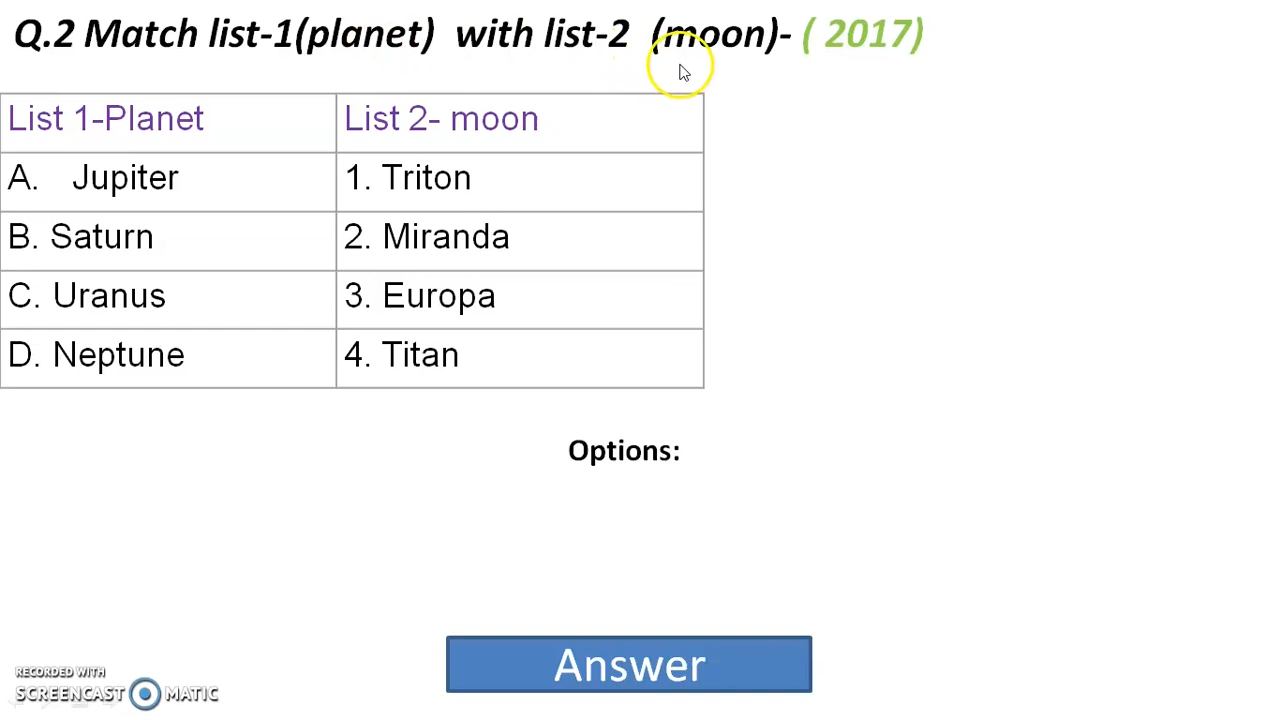 Q.2 Match list-1(planet) with list-2 (moon)- ( 2017)
List 1-Planet List 2- moon
A. Jupiter 1. Triton
B. Saturn 2. Miranda
C. Uranus 3. Europa
D. Neptune 4. Titan
Options:
Answer
RECORDED WITH
SCREENCAST MATIC